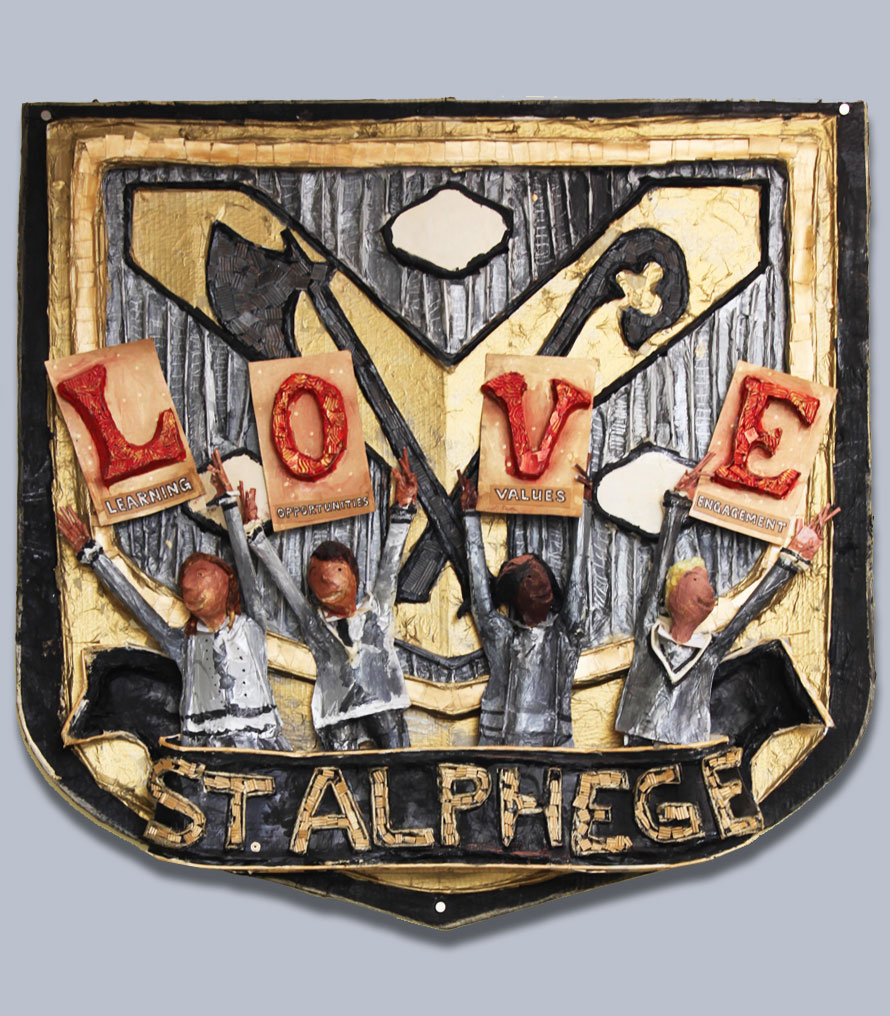 L O V E
LEARNING OPPORTUNITIES VALUES ENGAGEMENT
ST. ALPHEGE